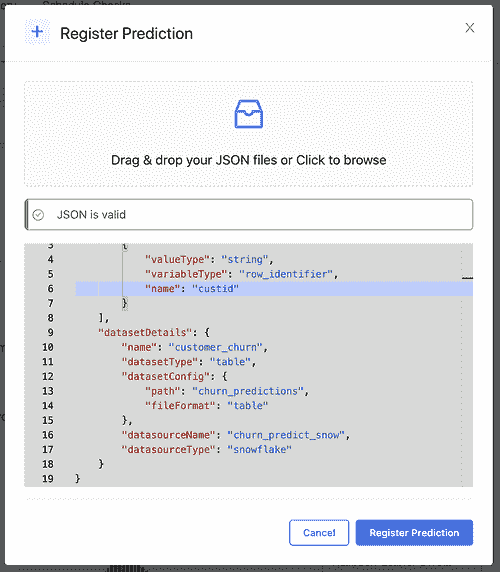 Schedule Checks
Register Prediction
Drag & drop your JSON files or Click to browse
JSON is valid
3 {
4 "valueType": "string",
5 "variableType": "row_identifier",
6 "name": "custid"
7 }
8 ],
9 "datasetDetails": {
10 "name": "customer_churn",
11 "datasetType": "table",
12 "datasetConfig": {
13 "path": "churn_predictions",
14 "fileFormat": "table"
15 },
16 "datasourceName": "churn_predict_snow",
17 "datasourceType": "snowflake"
18 }
19 }
Cancel
Register Prediction